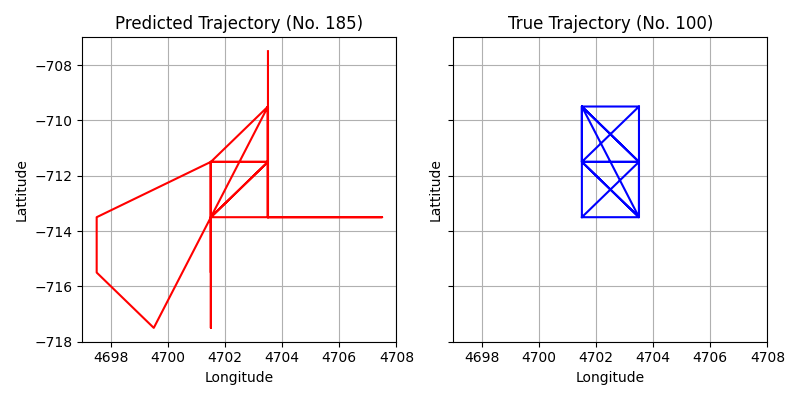 Predicted Trajectory (No. 185)
True Trajectory (No. 100)
−708
−710
−712
−714
−716
−718
Lattitude
Lattitude
4698 4700 4702 4704 4706 4708
4698 4700 4702 4704 4706 4708
Longitude
Longitude